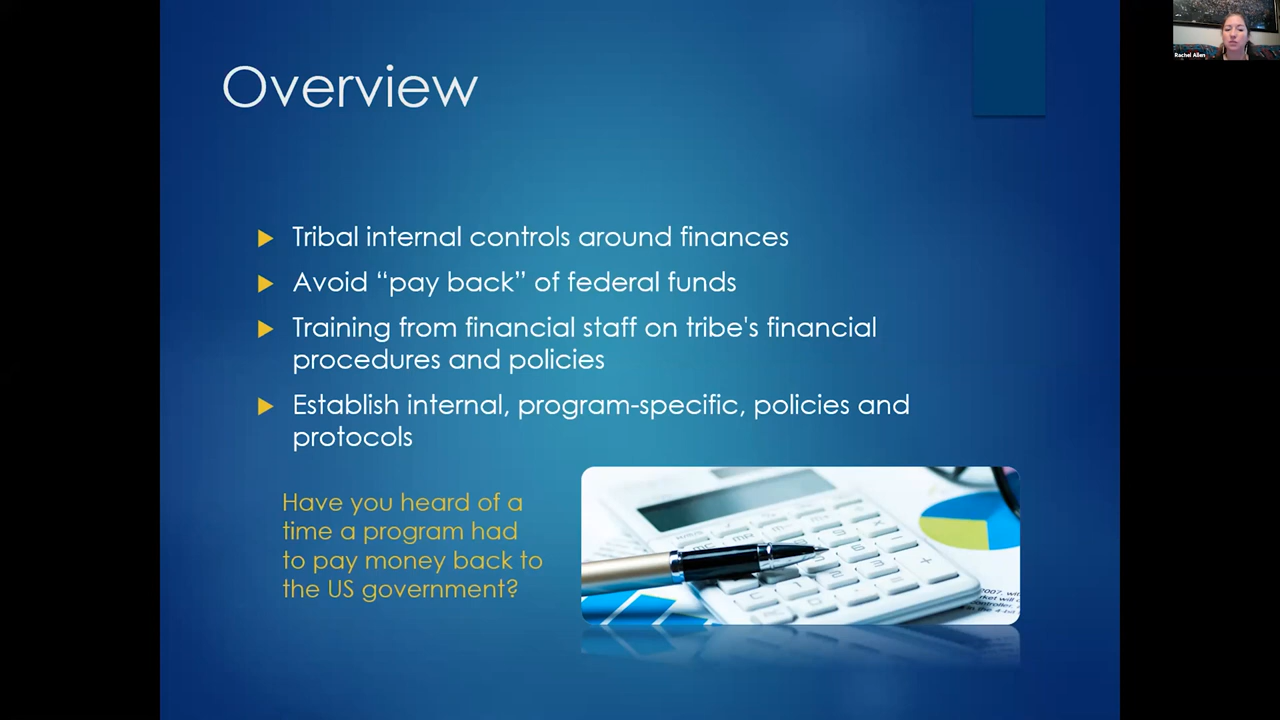 Overview
Rachel Allen
Tribal internal controls around finances
Avoid “pay back” of federal funds
Training from financial staff on tribe's financial
procedures and policies
Establish internal, program-specific, policies and
protocols
Have you heard of a
time a program had
to pay money back to
the US government?